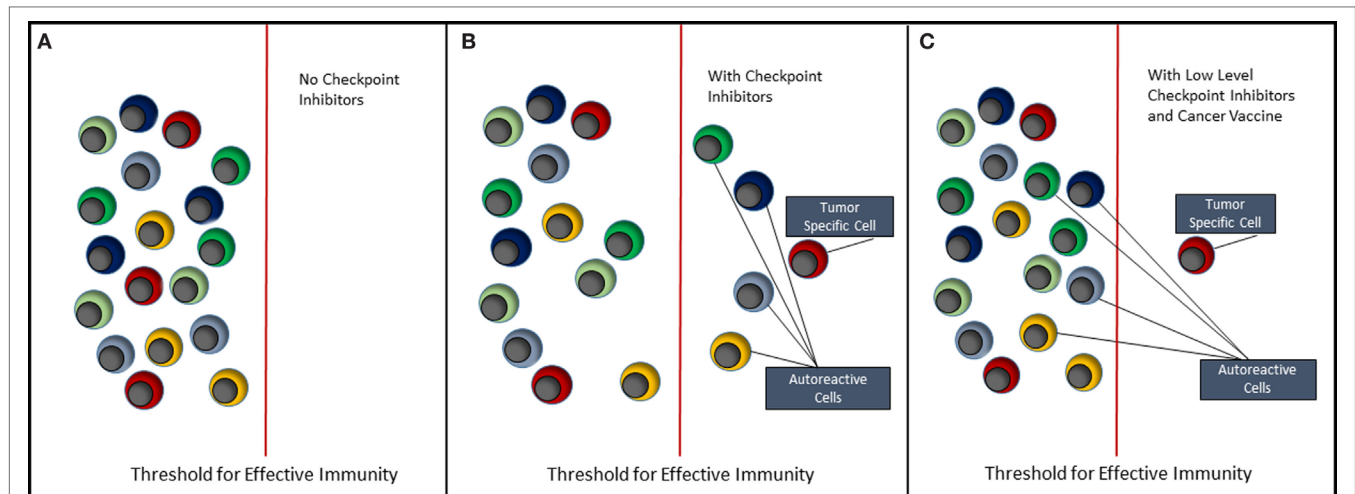 A
No Checkpoint
Inhibitors
Threshold for Effective Immunity
B
With Checkpoint
Inhibitors
Tumor
Specific Cell
Autoreactive
Cells
Threshold for Effective Immunity
C
With Low Level
Checkpoint Inhibitors
and Cancer Vaccine
Tumor
Specific Cell
Autoreactive
Cells
Threshold for Effective Immunity